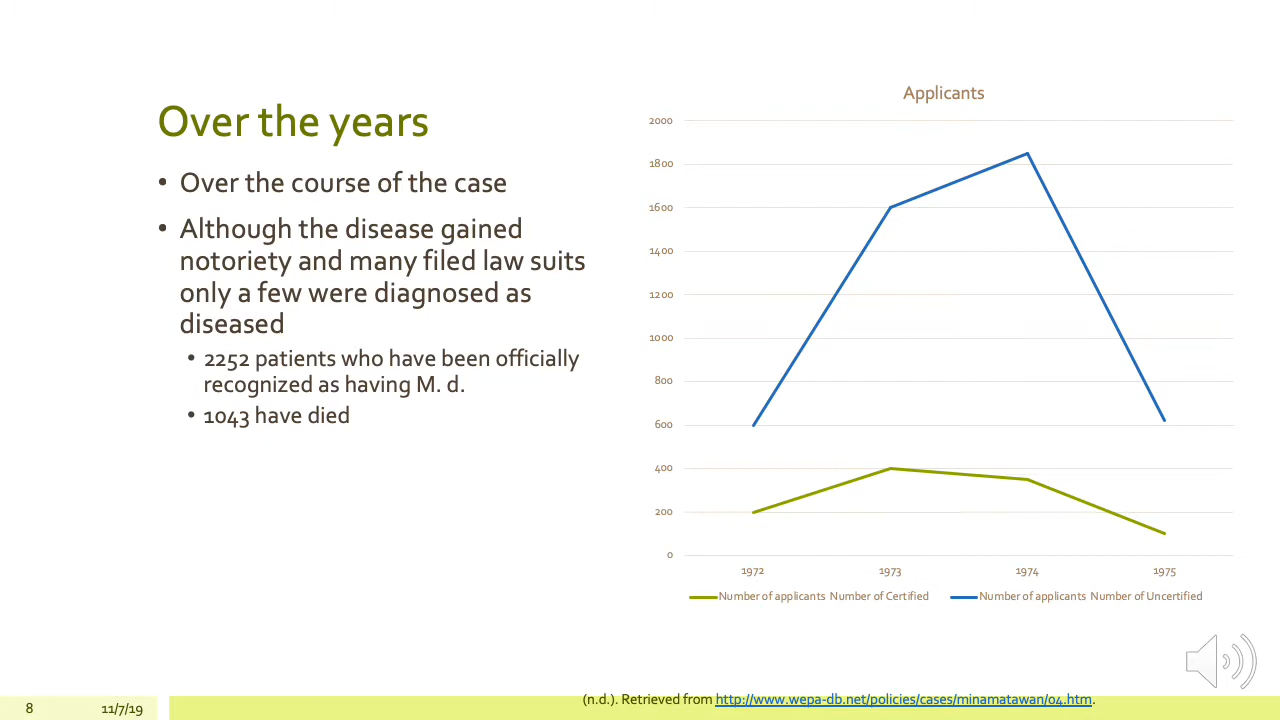 Over the years
• Over the course of the case
• Although the disease gained
notoriety and many filed law suits
only a few were diagnosed as
diseased
• 2252 patients who have been officially
recognized as having M. d.
• 1043 have died
Applicants
2000
1800
1600
1400
1200
1000
800
600
400
200
0
1972 1973 1974 1975
Number of applicants Number of Certified Number of applicants Number of Uncertified
(n.d.). Retrieved from http://www.wepa-db.net/policies/cases/minamatawan/04.htm.
8 11/7/19